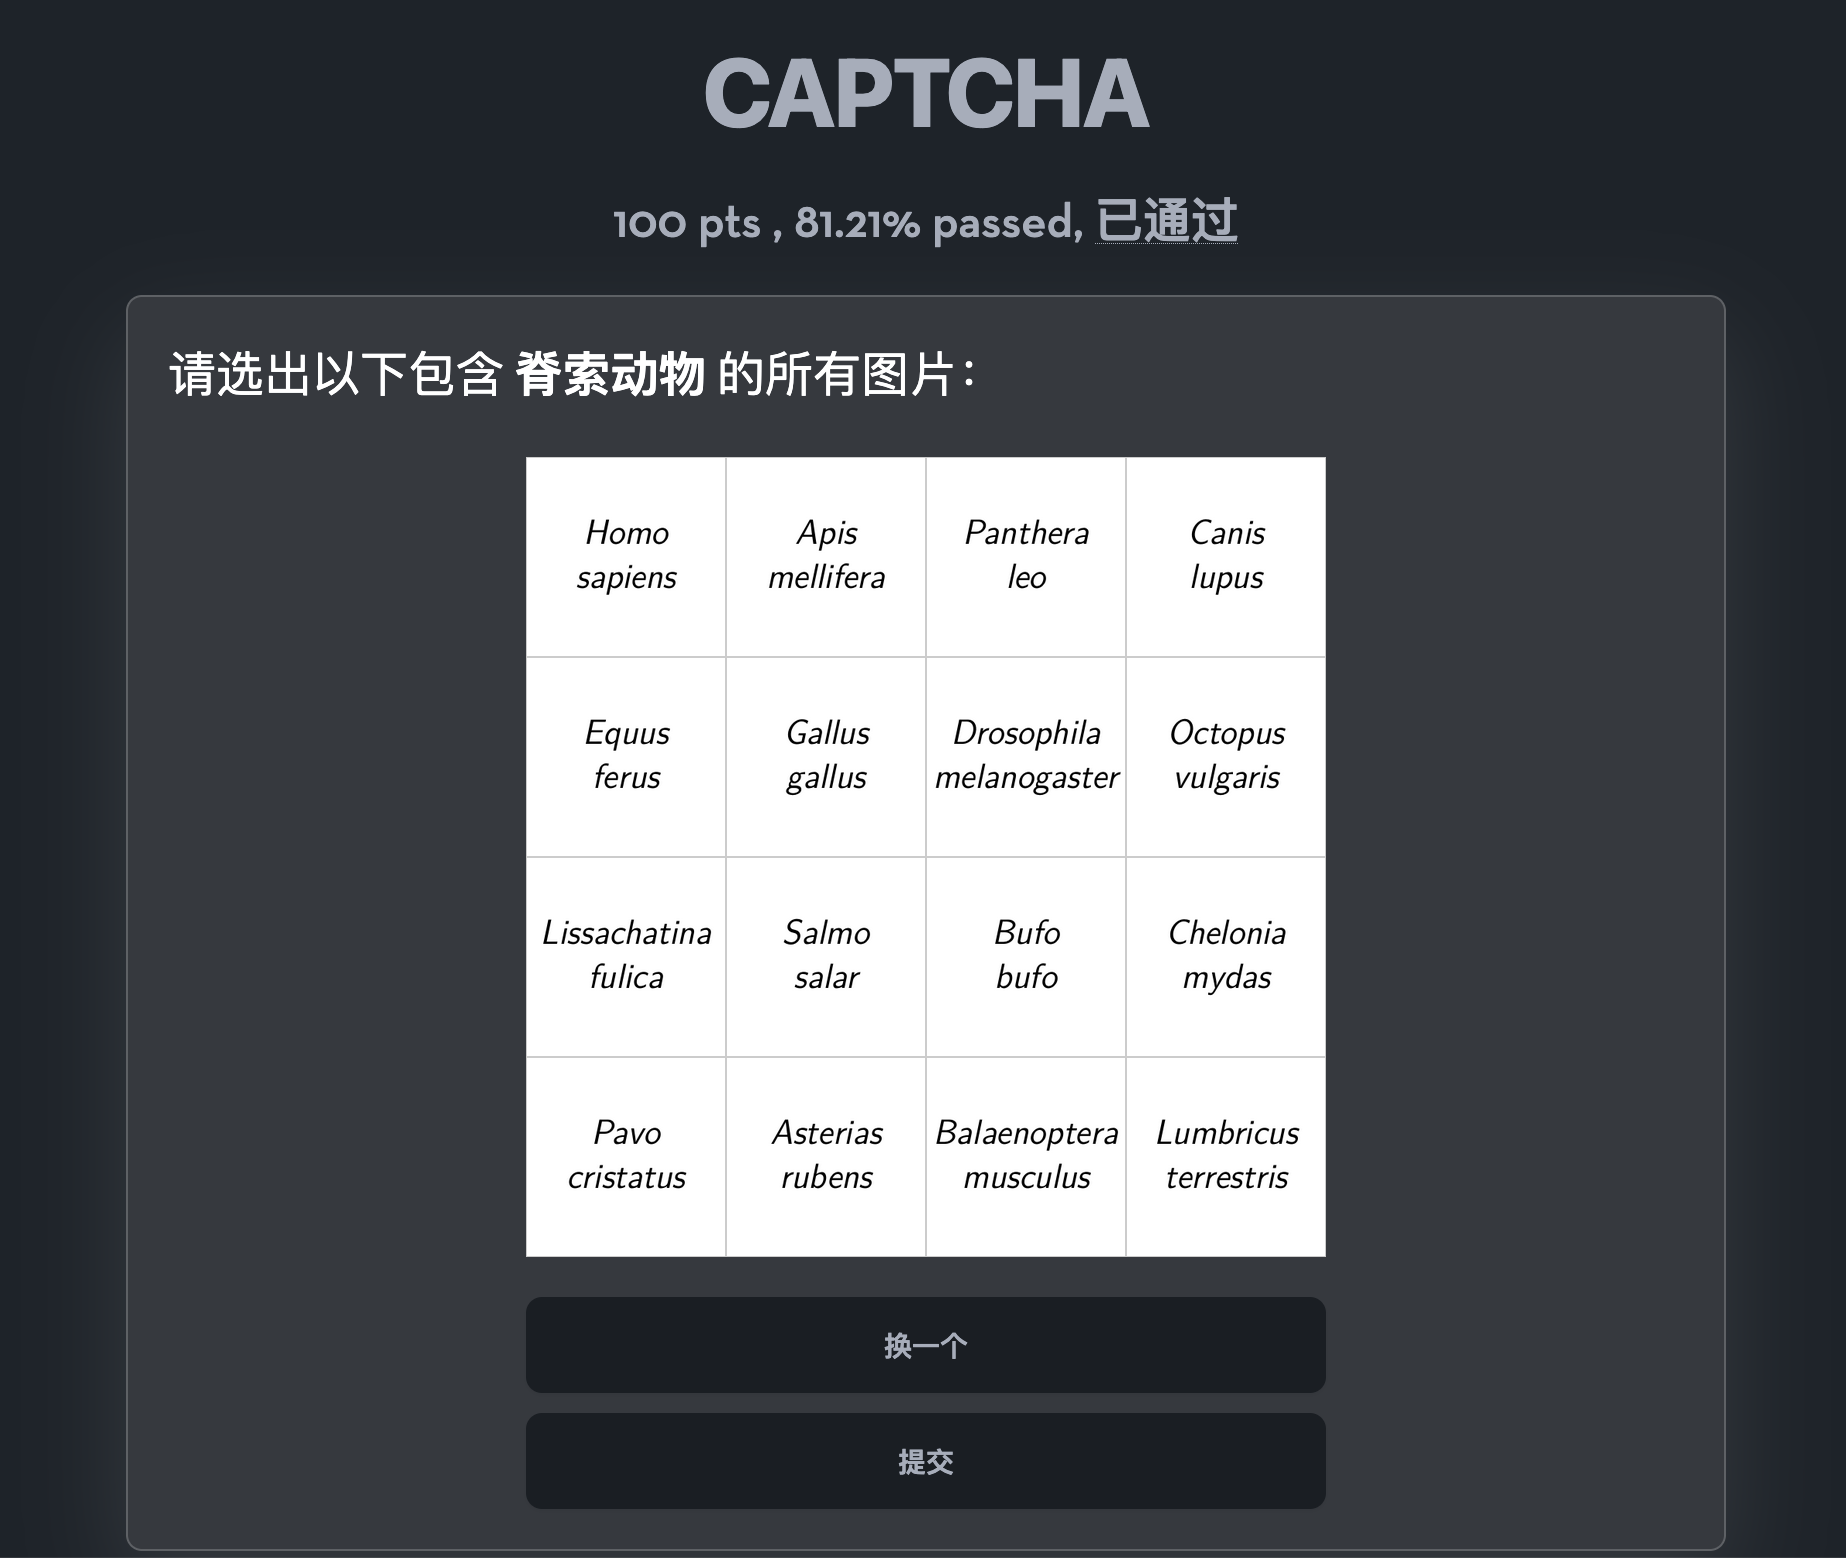 CAPTCHA
100 pts , 81.21% passed, 已通过
请选出以下包含 脊索动物 的所有图片：
Homo
sapiens
Apis
mellifera
Panthera
leo
Canis
lupus
Equus
ferus
Gallus
gallus
Drosophila
melanogaster
Octopus
vulgaris
Lissachatina
fulica
Salmo
salar
Bufo
bufo
Chelonia
mydas
Pavo
cristatus
Asterias
rubens
Balaenoptera
musculus
Lumbricus
terrestris
换一个
提交